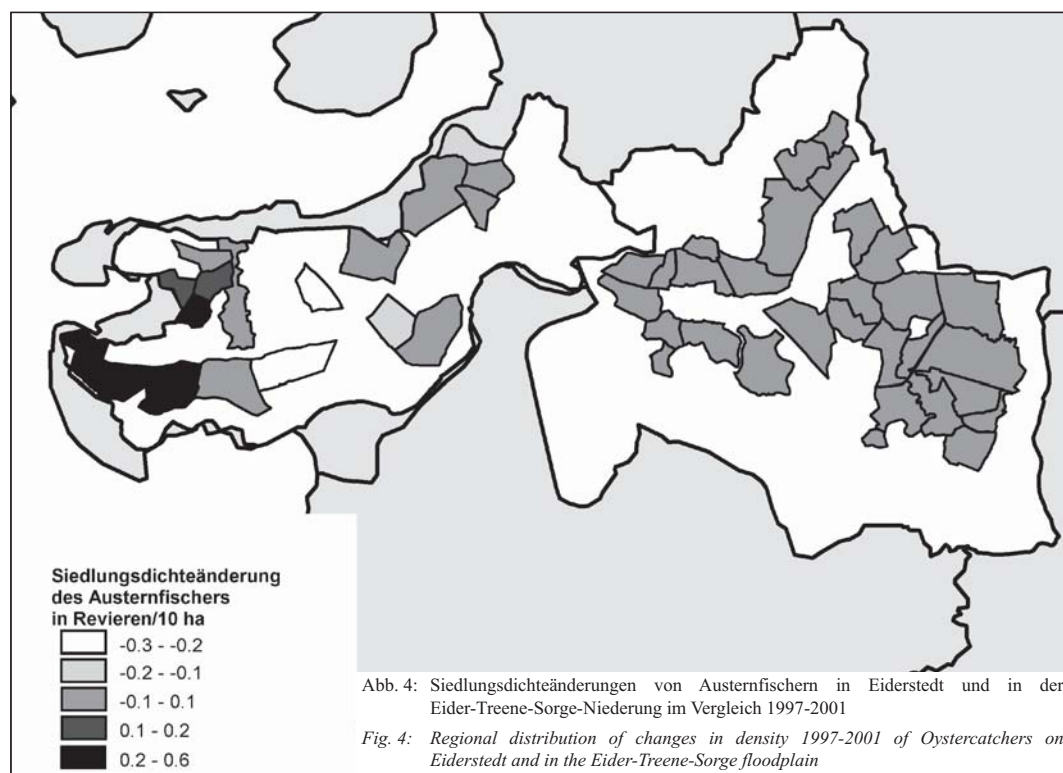 Siedlungsdichteänderung
des Austernfischers
in Revieren/10 ha
-0.3 - -0.2
-0.2 - -0.1
-0.1 - 0.1
0.1 - 0.2
0.2 - 0.6
Abb. 4: Siedlungsdichteänderungen von Austernfischern in Eiderstedt und in der
Eider-Treene-Sorge-Niederung im Vergleich 1997-2001
Fig. 4: Regional distribution of changes in density 1997-2001 of Oystercatchers on
Eiderstedt and in the Eider-Treene-Sorge floodplain